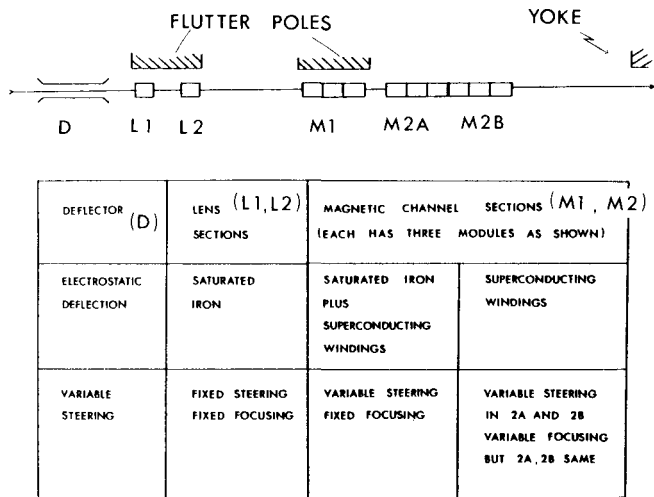 FLUTTER POLES
YOKE
D L1 L2 M1 M2A M2B
DEFLECTOR (D)
LENS (L1,L2)
SECTIONS
MAGNETIC CHANNEL SECTIONS (M1, M2)
(EACH HAS THREE MODULES AS SHOWN)
ELECTROSTATIC
DEFLECTION
SATURATED
IRON
SATURATED IRON
PLUS
SUPERCONDUCTING
WINDINGS
SUPERCONDUCTING
WINDINGS
VARIABLE
STEERING
FIXED STEERING
FIXED FOCUSING
VARIABLE STEERING
FIXED FOCUSING
VARIABLE STEERING
IN 2A AND 2B
VARIABLE FOCUSING
BUT 2A, 2B SAME